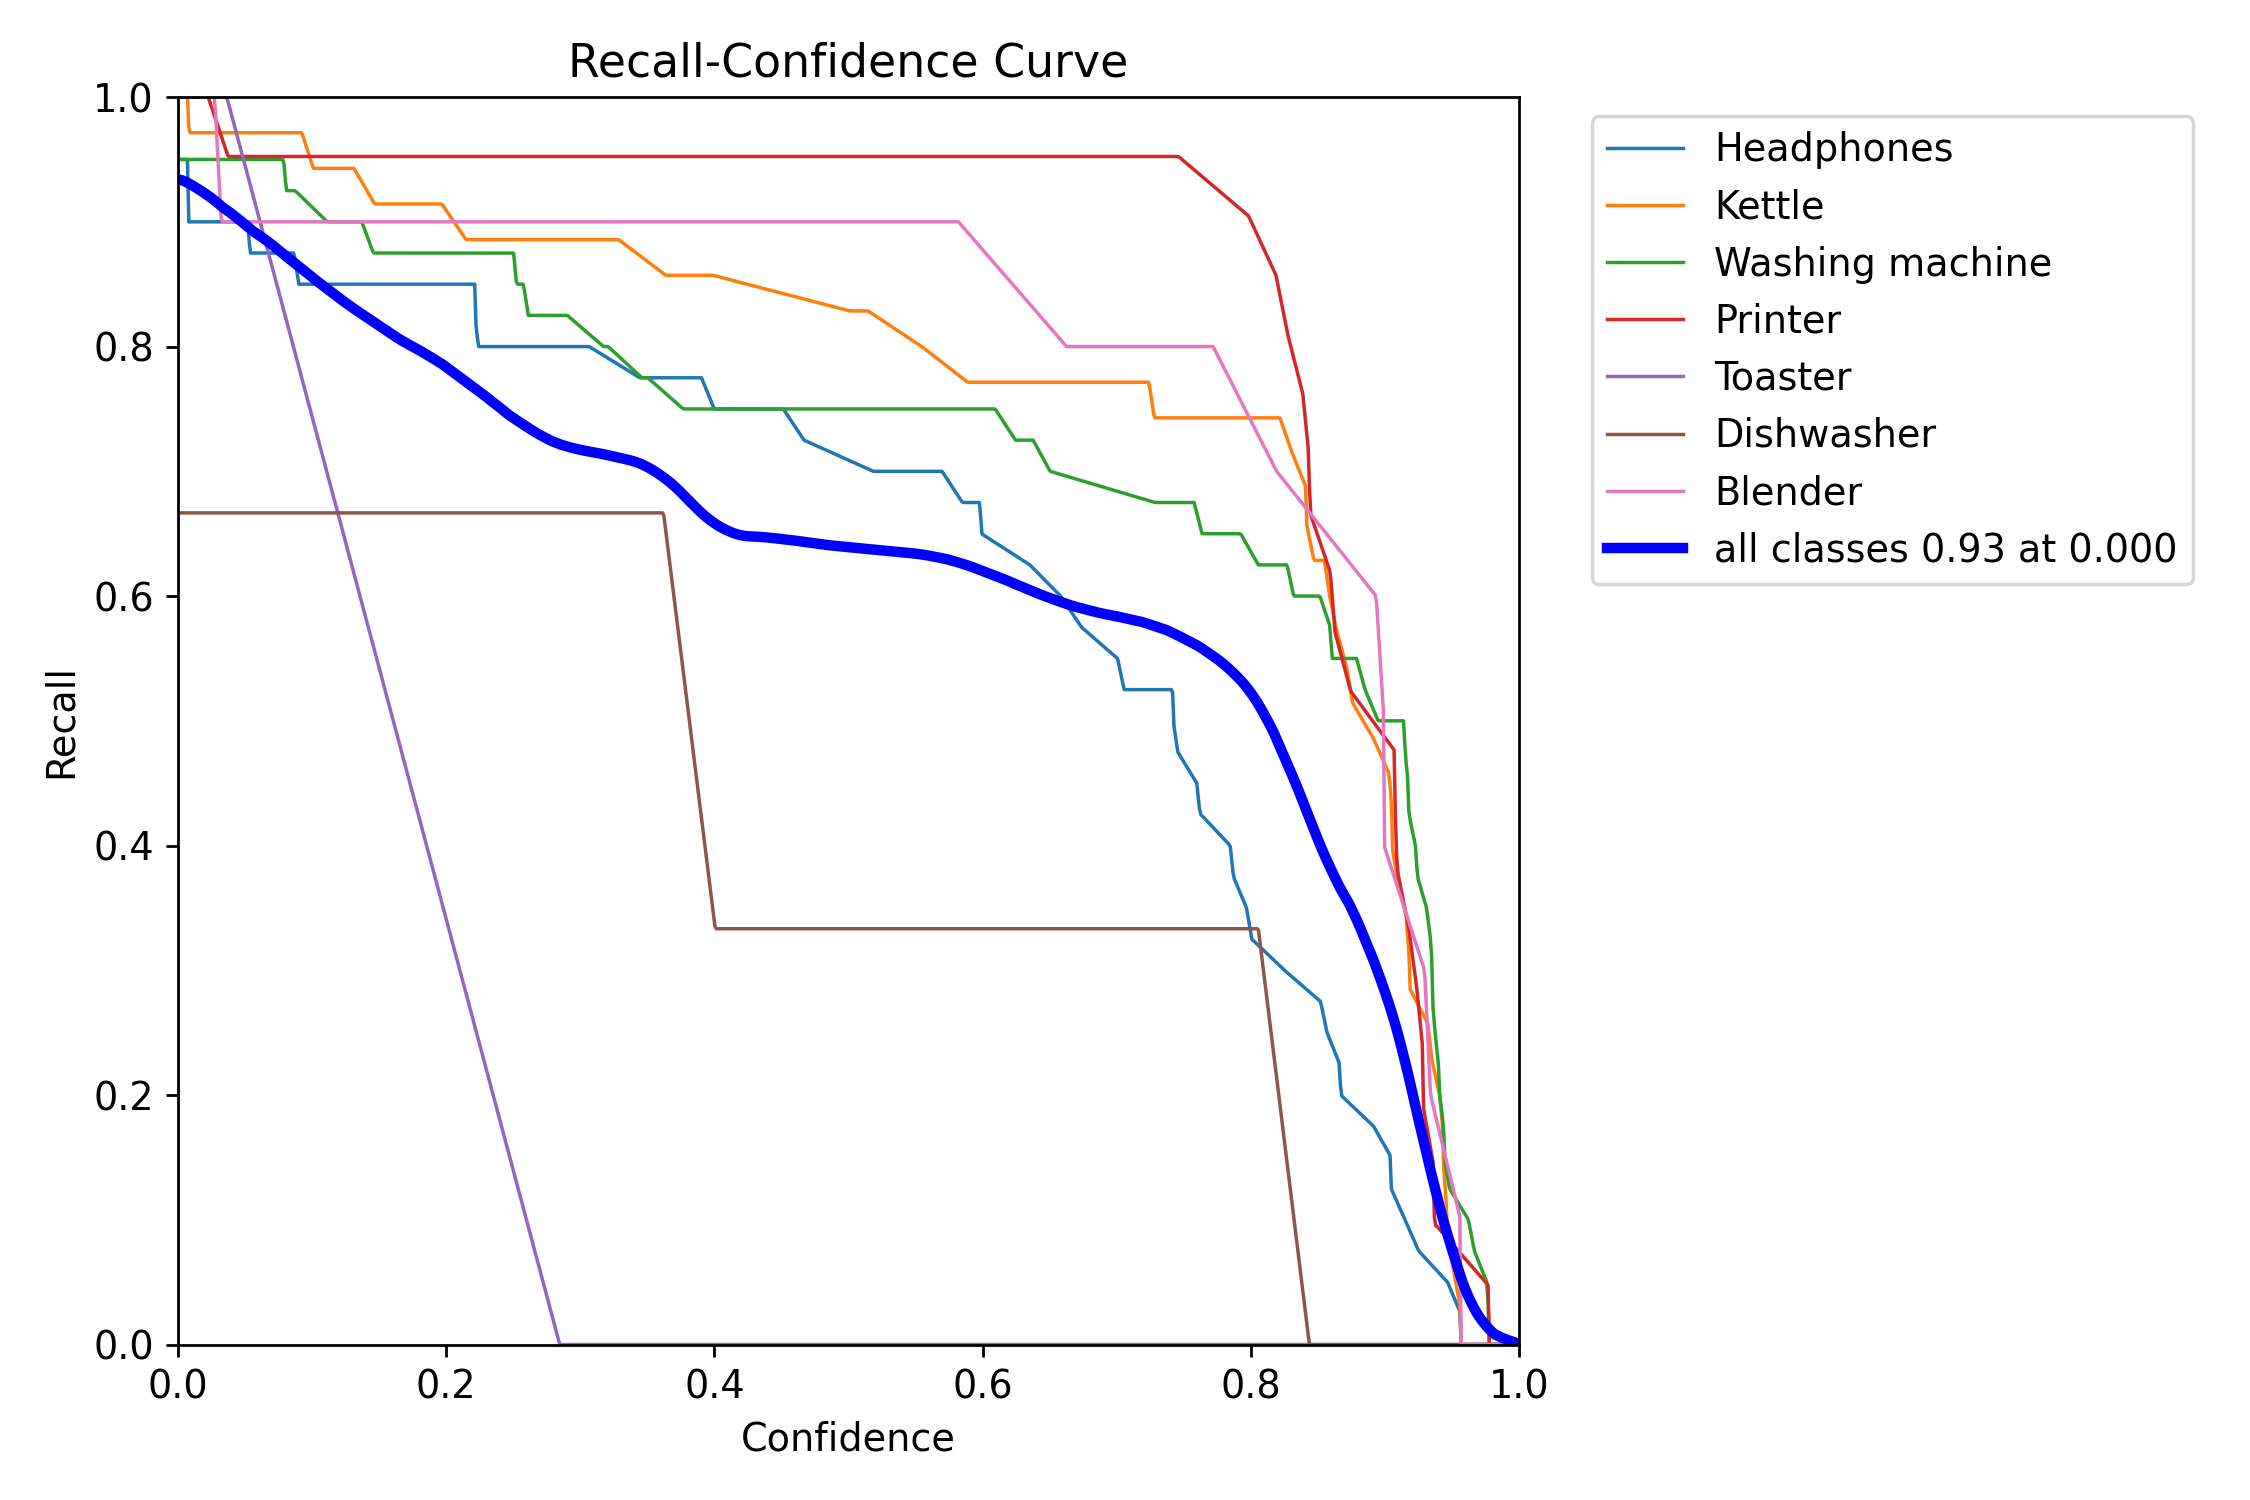 Recall-Confidence Curve
1.0
0.8
0.6
0.4
0.2
0.0
Recall
0.0 0.2 0.4 0.6 0.8 1.0
Confidence
Headphones
Kettle
Washing machine
Printer
Toaster
Dishwasher
Blender
all classes 0.93 at 0.000